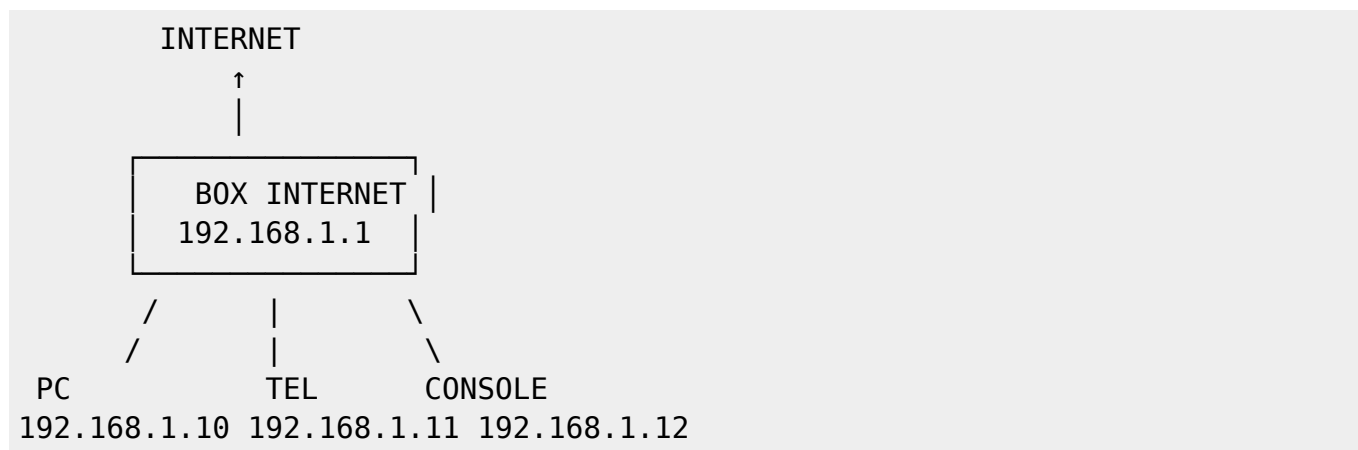 INTERNET
BOX INTERNET
192.168.1.1
PC TEL CONSOLE
192.168.1.10 192.168.1.11 192.168.1.12